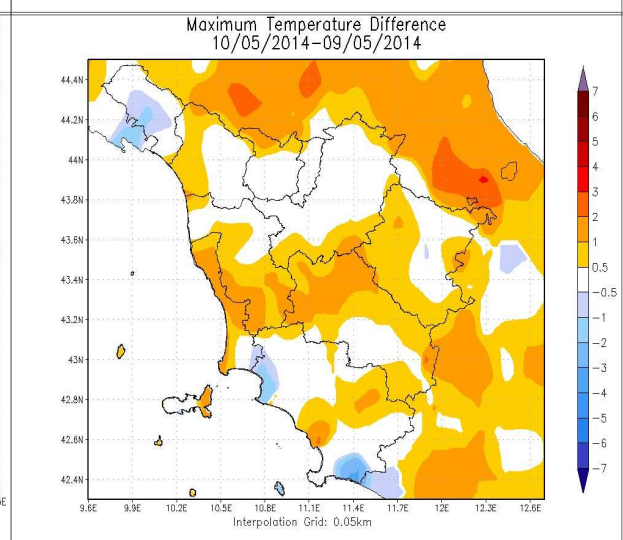 Maximum Temperature Difference
10/05/2014-09/05/2014
44.4N
44.2N
44N
43.8N
43.6N
43.4N
43.2N
43N
42.8N
42.6N
42.4N
9.6E 9.9E 10.2E 10.5E 10.8E 11.1E 11.4E 11.7E 12E 12.3E 12.6E
Interpolation Grid: 0.05km
7
6
5
4
3
2
1
0.5
-0.5
-1
-2
-3
-4
-5
-6
-7